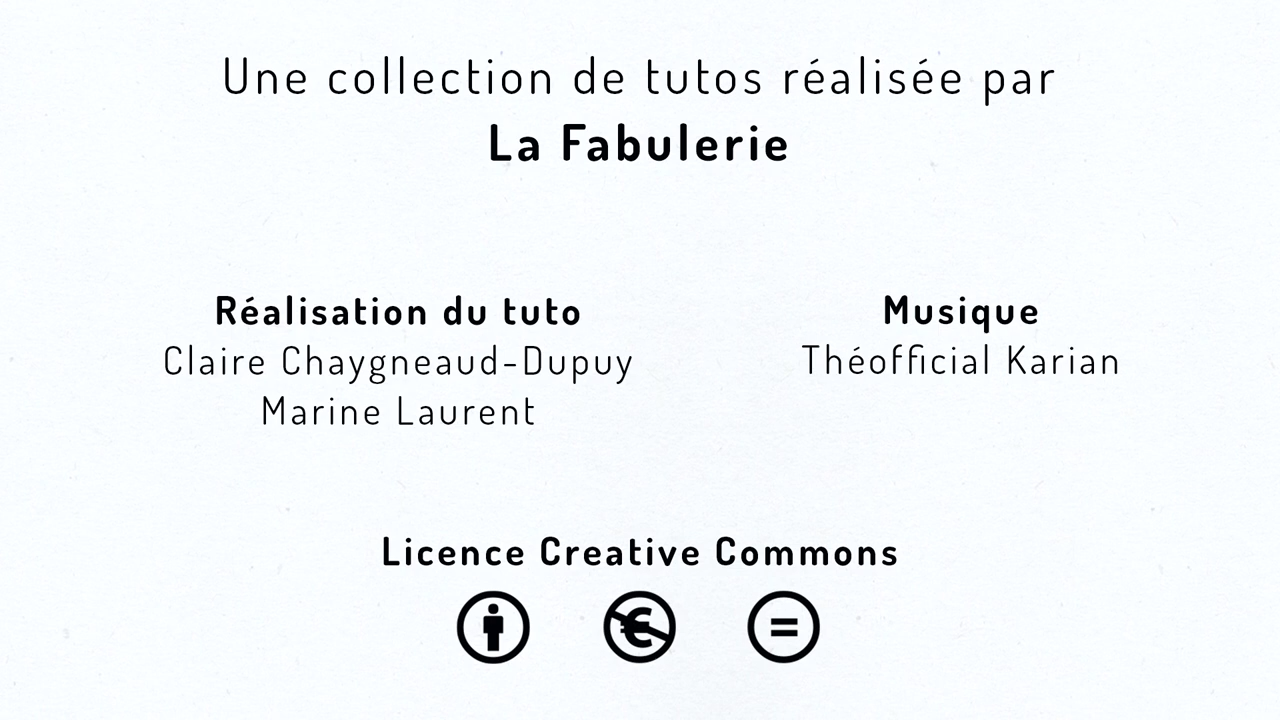 Une collection de tutos réalisée par
La Fabulerie
Réalisation du tuto
Claire Chaygneaud-Dupuy
Marine Laurent
Musique
Théofficial Karian
Licence Creative Commons